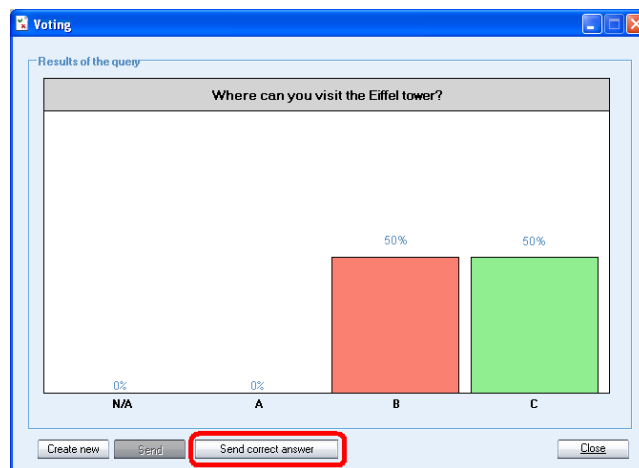 Voting
Results of the query
Where can you visit the Eiffel tower?
50% 50%
0% 0%
N/A A B C
Create new Send Send correct answer Close